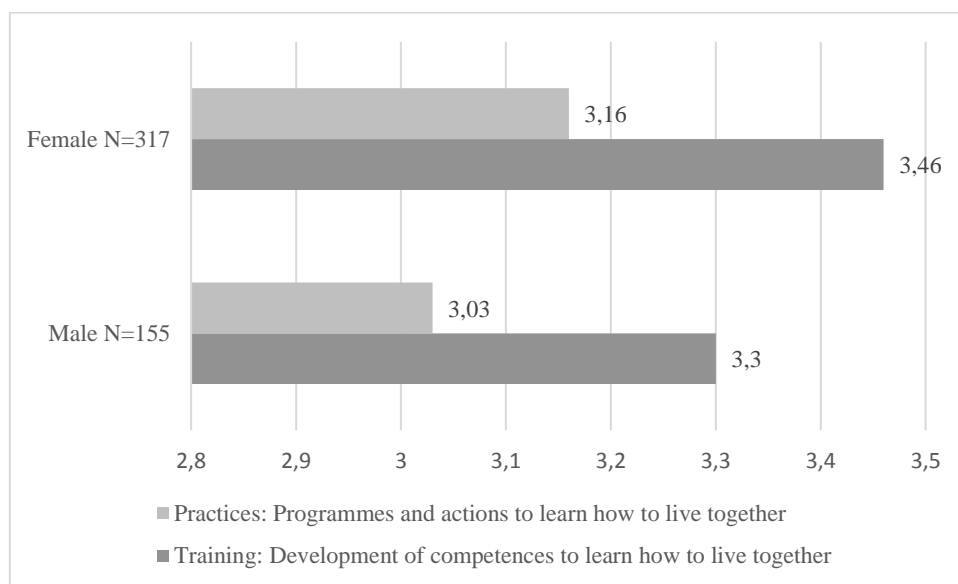 3,16
Female N=317
3,46
3,03
Male N=155
3,3
2,8 2,9 3 3,1 3,2 3,3 3,4 3,5
Practices: Programmes and actions to learn how to live together
Training: Development of competences to learn how to live together